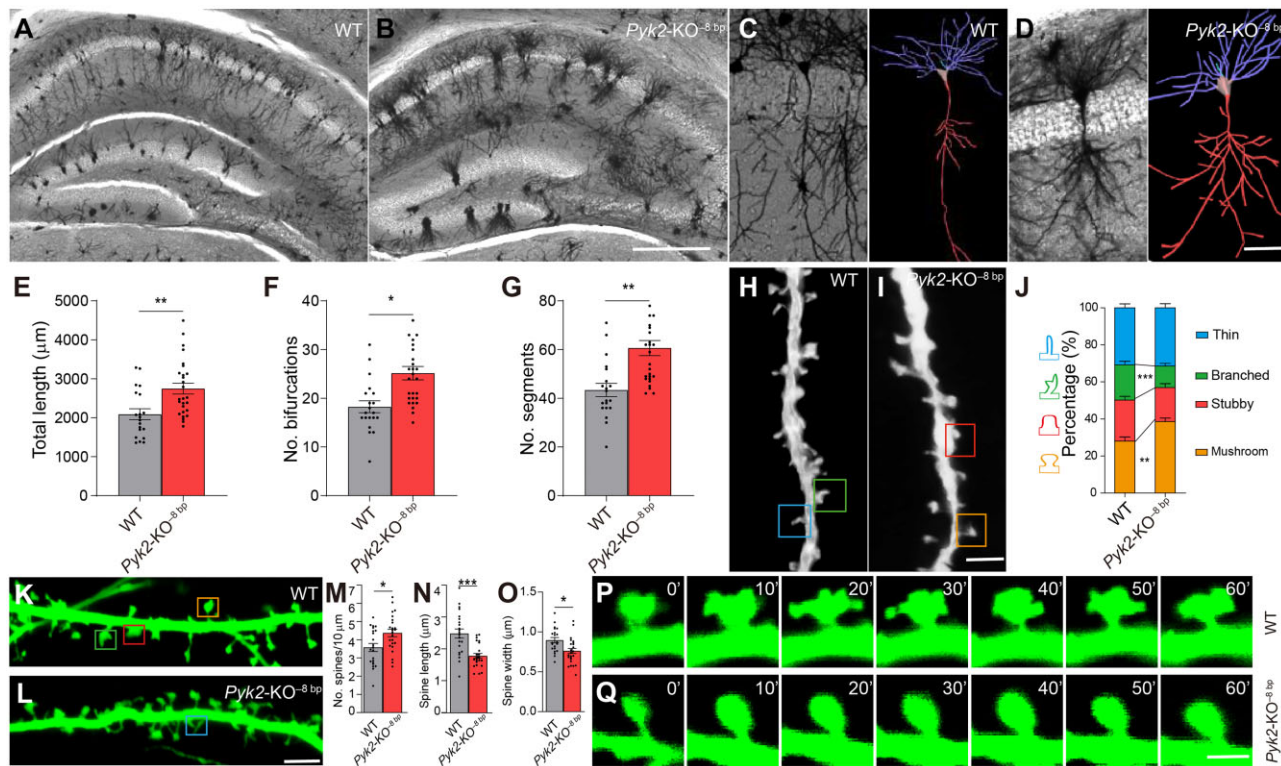 A WT
B Pyk2-KO⁻⁸ ᵇᵖ
C WT
D Pyk2-KO⁻⁸ ᵇᵖ
E
Total length (μm)
5000
4000
3000
2000
1000
0
**
WT
Pyk2-KO⁻⁸ ᵇᵖ
F
No. bifurcations
40
30
20
10
0
*
WT
Pyk2-KO⁻⁸ ᵇᵖ
G
No. segments
80
60
40
20
0
**
WT
Pyk2-KO⁻⁸ ᵇᵖ
H WT
I Pyk2-KO⁻⁸ ᵇᵖ
J
Percentage (%)
100
80
60
40
20
0
***
**
WT
Pyk2-KO⁻⁸ ᵇᵖ
Thin
Branched
Stubby
Mushroom
K WT
L Pyk2-KO⁻⁸ ᵇᵖ
M
No. spines/10 μm
7
6
5
4
3
2
1
0
*
WT
Pyk2-KO⁻⁸ ᵇᵖ
N
Spine length (μm)
5
4
3
2
1
0
***
WT
Pyk2-KO⁻⁸ ᵇᵖ
O
Spine width (μm)
1.5
1.0
0.5
0.0
*
WT
Pyk2-KO⁻⁸ ᵇᵖ
P 0' 10' 20' 30' 40' 50' 60' WT
Q 0' 10' 20' 30' 40' 50' 60' Pyk2-KO⁻⁸ ᵇᵖ